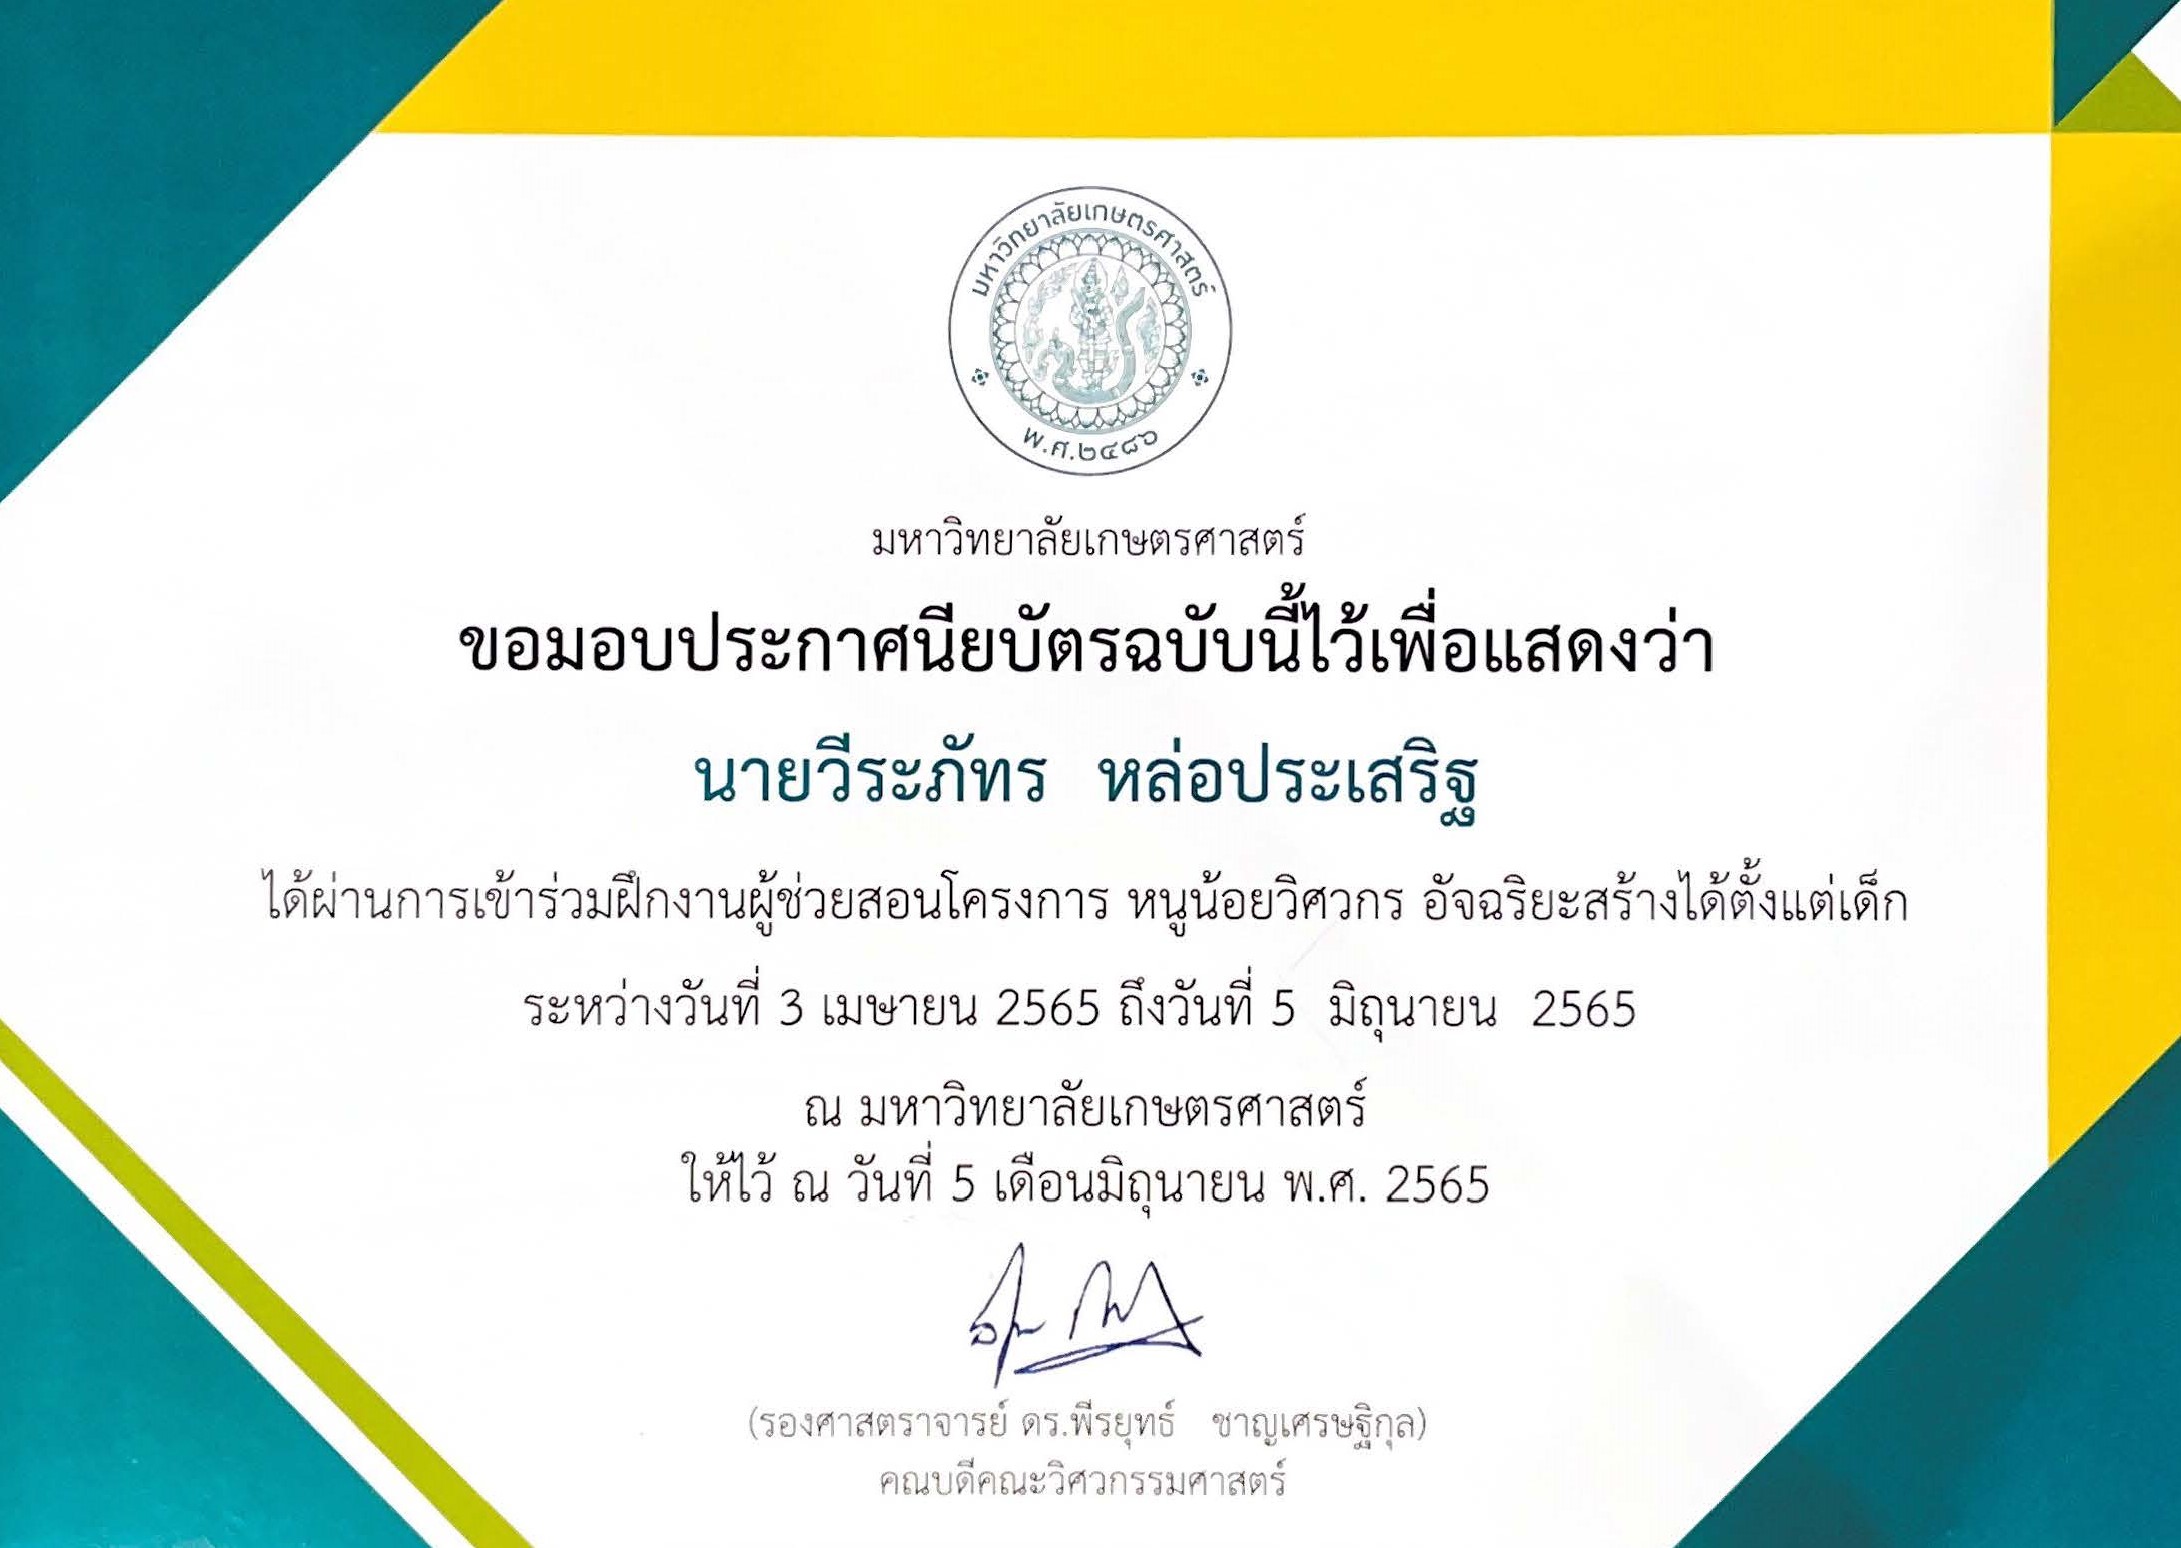 มหาวิทยาลัยเกษตรศาสตร์
พ.ศ.๒๔๘๖
มหาวิทยาลัยเกษตรศาสตร์
ขอมอบประกาศนียบัตรฉบับนี้ไว้เพื่อแสดงว่า
นายวีระภัทร หล่อประเสริฐ
ได้ผ่านการเข้าร่วมฝึกงานผู้ช่วยสอนโครงการ หนูน้อยวิศวกร อัจฉริยะสร้างได้ตั้งแต่เด็ก
ระหว่างวันที่ 3 เมษายน 2565 ถึงวันที่ 5 มิถุนายน 2565
ณ มหาวิทยาลัยเกษตรศาสตร์
ให้ไว้ ณ วันที่ 5 เดือนมิถุนายน พ.ศ. 2565
(รองศาสตราจารย์ ดร.พีรยุทธ์ ชาญเศรษฐิกุล)
คณบดีคณะวิศวกรรมศาสตร์